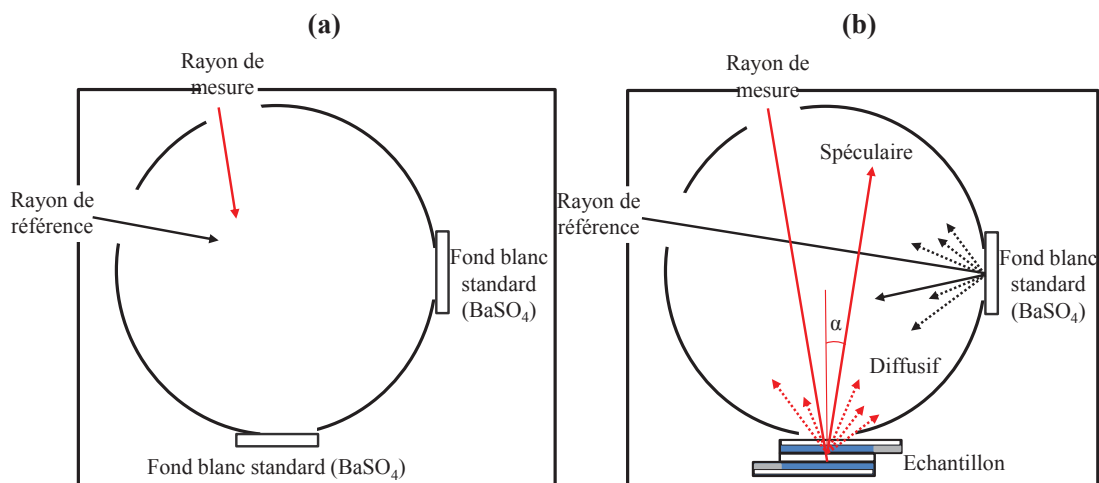 (a)
Rayon de
mesure
Rayon de
référence
Fond blanc
standard
(BaSO4)
Fond blanc standard (BaSO4)
(b)
Rayon de
mesure
Spéculaire
Rayon de
référence
Fond blanc
standard
(BaSO4)
α
Diffusif
Echantillon